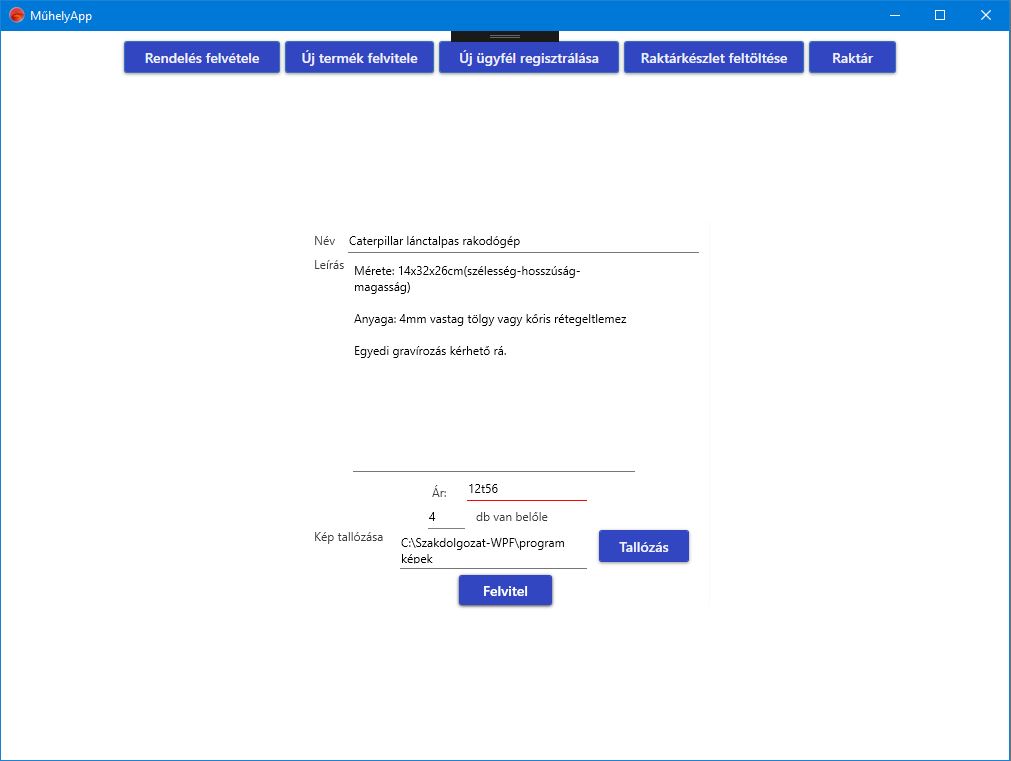 MűhelyApp
Rendelés felvétele
Új termék felvitele
Új ügyfél regisztrálása
Raktárkészlet feltöltése
Raktár
Név
Caterpillar lánctalpas rakodógép
Leírás
Mérete: 14x32x26cm(szélesség-hosszúság-
magasság)
Anyaga: 4mm vastag tölgy vagy kőris rétegeltlemez
Egyedi gravírozás kérhető rá.
Ár:
12t56
4
db van belőle
Kép tallózása
C:\Szakdolgozat-WPF\program
képek
Tallózás
Felvitel